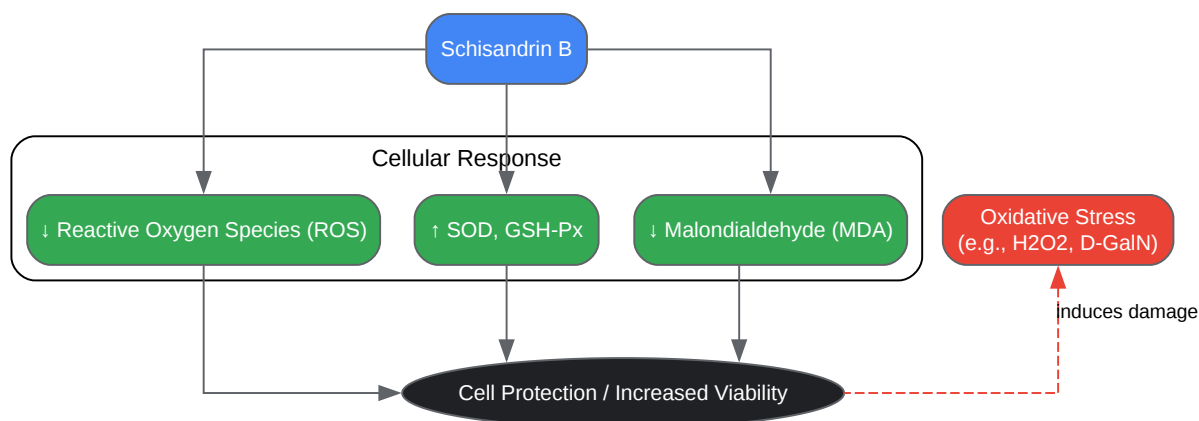 Schisandrin B
Cellular Response
↓ Reactive Oxygen Species (ROS)
↑ SOD, GSH-Px
↓ Malondialdehyde (MDA)
Oxidative Stress
(e.g., H2O2, D-GalN)
induces damage
Cell Protection / Increased Viability